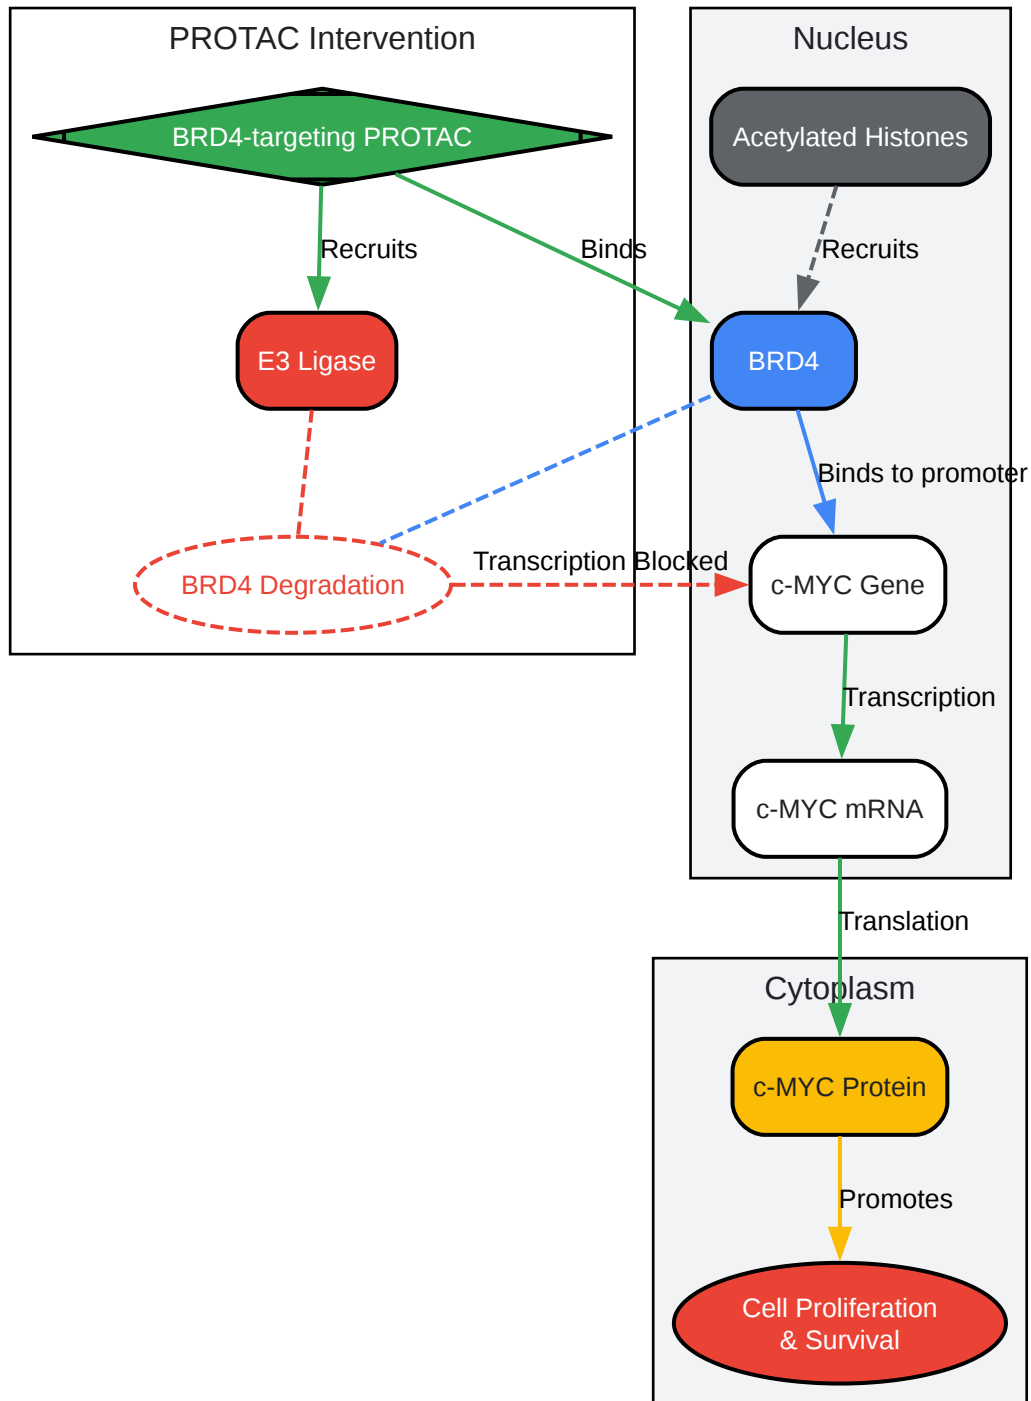 PROTAC Intervention
Nucleus
BRD4-targeting PROTAC
Acetylated Histones
Recruits
Binds
Recruits
E3 Ligase
BRD4
Binds to promoter
Transcription Blocked
BRD4 Degradation
c-MYC Gene
Transcription
c-MYC mRNA
Translation
Cytoplasm
c-MYC Protein
Promotes
Cell Proliferation
& Survival